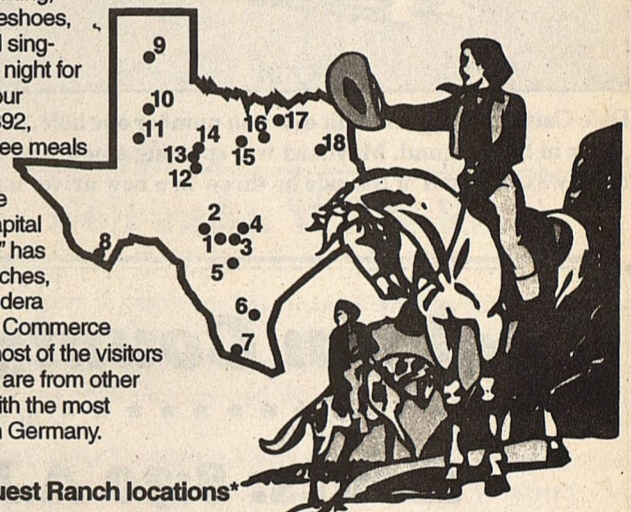 eshoes,
sing-
night for
our
392,
ee meals
e
apital
” has
ches,
dera
Commerce
ost of the visitors
are from other
ith the most
Germany.
uest Ranch locations*
9
10
11
14
13
12
15
16
17
18
2
4
1
3
5
8
6
7